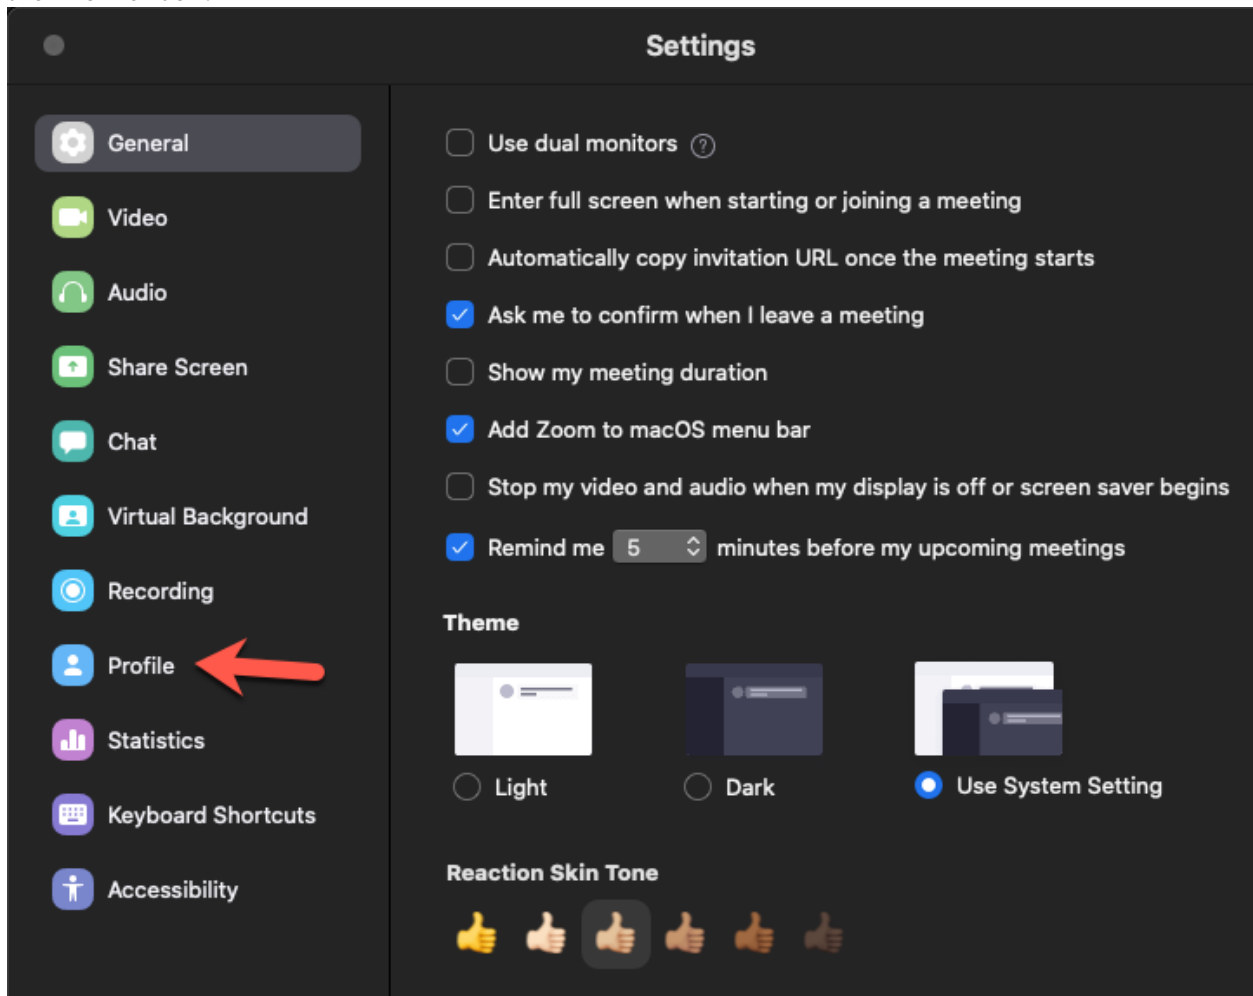 Settings
General
Video
Audio
Share Screen
Chat
Virtual Background
Recording
Profile
Statistics
Keyboard Shortcuts
Accessibility
Use dual monitors ?
Enter full screen when starting or joining a meeting
Automatically copy invitation URL once the meeting starts
Ask me to confirm when I leave a meeting
Show my meeting duration
Add Zoom to macOS menu bar
Stop my video and audio when my display is off or screen saver begins
Remind me 5 minutes before my upcoming meetings
Theme
Light
Dark
Use System Setting
Reaction Skin Tone